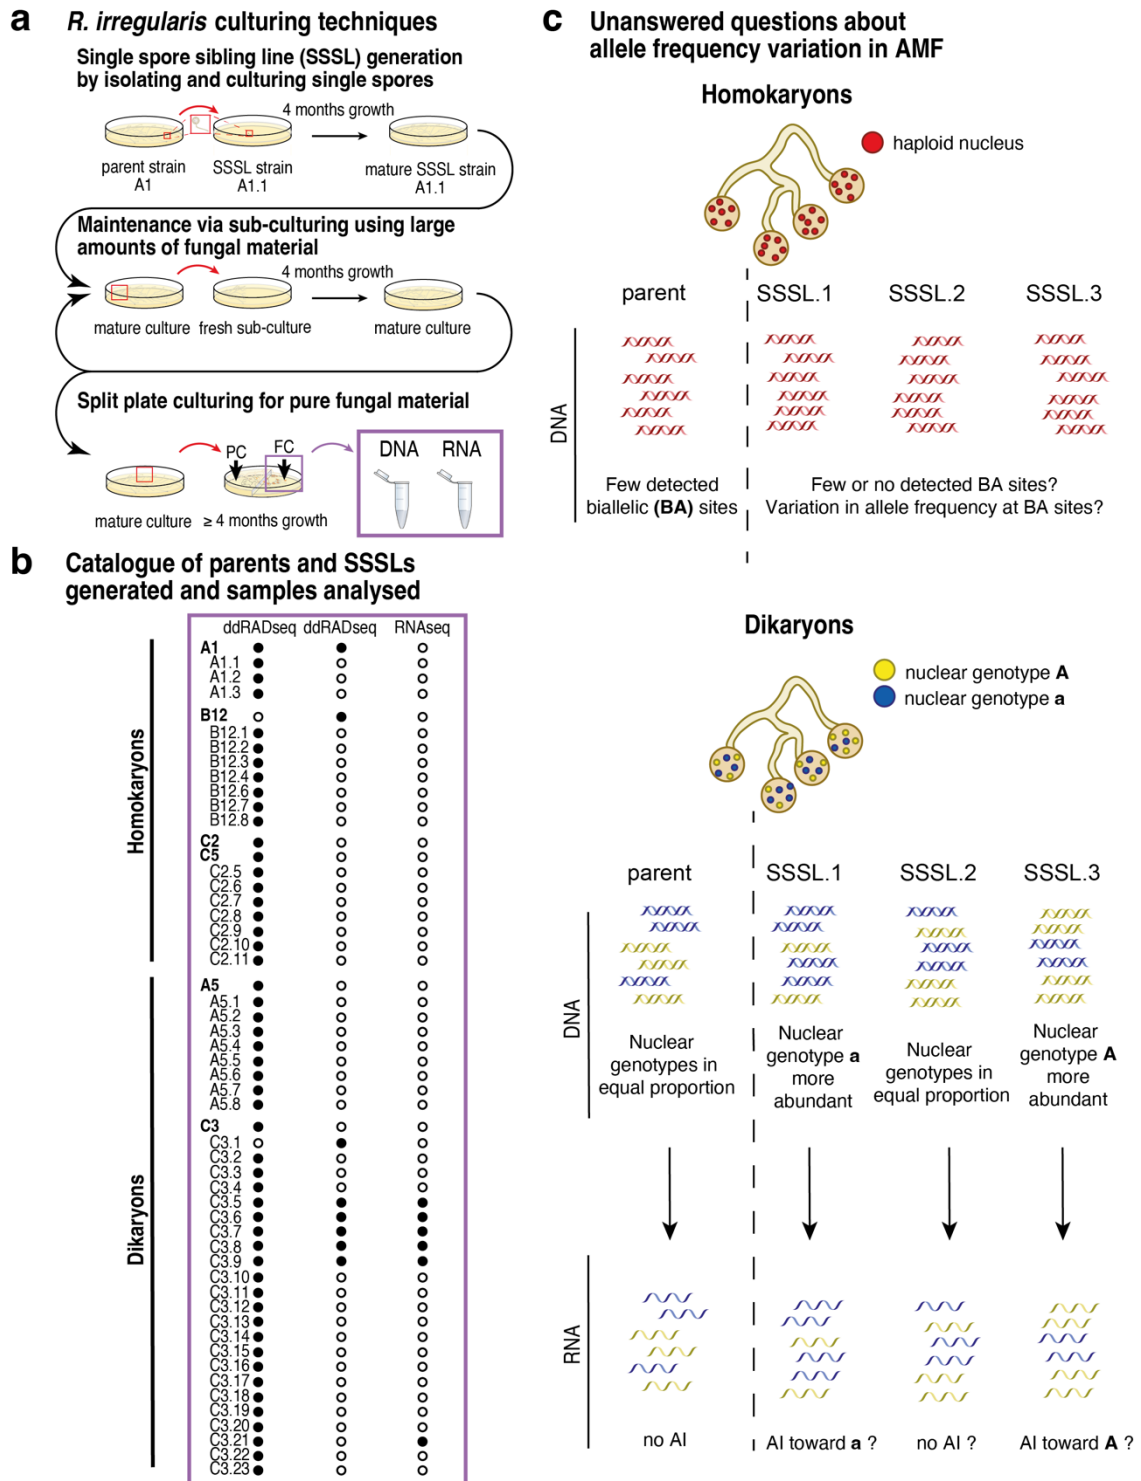 a R. irregularis culturing techniques
Single spore sibling line (SSSL) generation
by isolating and culturing single spores
4 months growth
parent strain
A1
SSSL strain
A1.1
mature SSSL strain
A1.1
Maintenance via sub-culturing using large
amounts of fungal material
4 months growth
mature culture
fresh sub-culture
mature culture
Split plate culturing for pure fungal material
PC
FC
DNA RNA
mature culture
≥ 4 months growth
b Catalogue of parents and SSSLs
generated and samples analysed
ddRADseq ddRADseq RNAseq
Homokaryons
A1
A1.1
A1.2
A1.3
B12
B12.1
B12.2
B12.3
B12.4
B12.6
B12.7
B12.8
C2
C5
C2.5
C2.6
C2.7
C2.8
C2.9
C2.10
C2.11
Dikaryons
A5
A5.1
A5.2
A5.3
A5.4
A5.5
A5.6
A5.7
A5.8
C3
C3.1
C3.2
C3.3
C3.4
C3.5
C3.6
C3.7
C3.8
C3.9
C3.10
C3.11
C3.12
C3.13
C3.14
C3.15
C3.16
C3.17
C3.18
C3.19
C3.20
C3.21
C3.22
C3.23
c Unanswered questions about
allele frequency variation in AMF
Homokaryons
haploid nucleus
parent SSSL.1 SSSL.2 SSSL.3
DNA
Few detected
biallelic (BA) sites
Few or no detected BA sites?
Variation in allele frequency at BA sites?
Dikaryons
nuclear genotype A
nuclear genotype a
parent SSSL.1 SSSL.2 SSSL.3
DNA
Nuclear
genotypes in
equal proportion
Nuclear
genotype a
more
abundant
Nuclear
genotypes in
equal proportion
Nuclear
genotype A
more
abundant
RNA
no AI
AI toward a ?
no AI ?
AI toward A ?